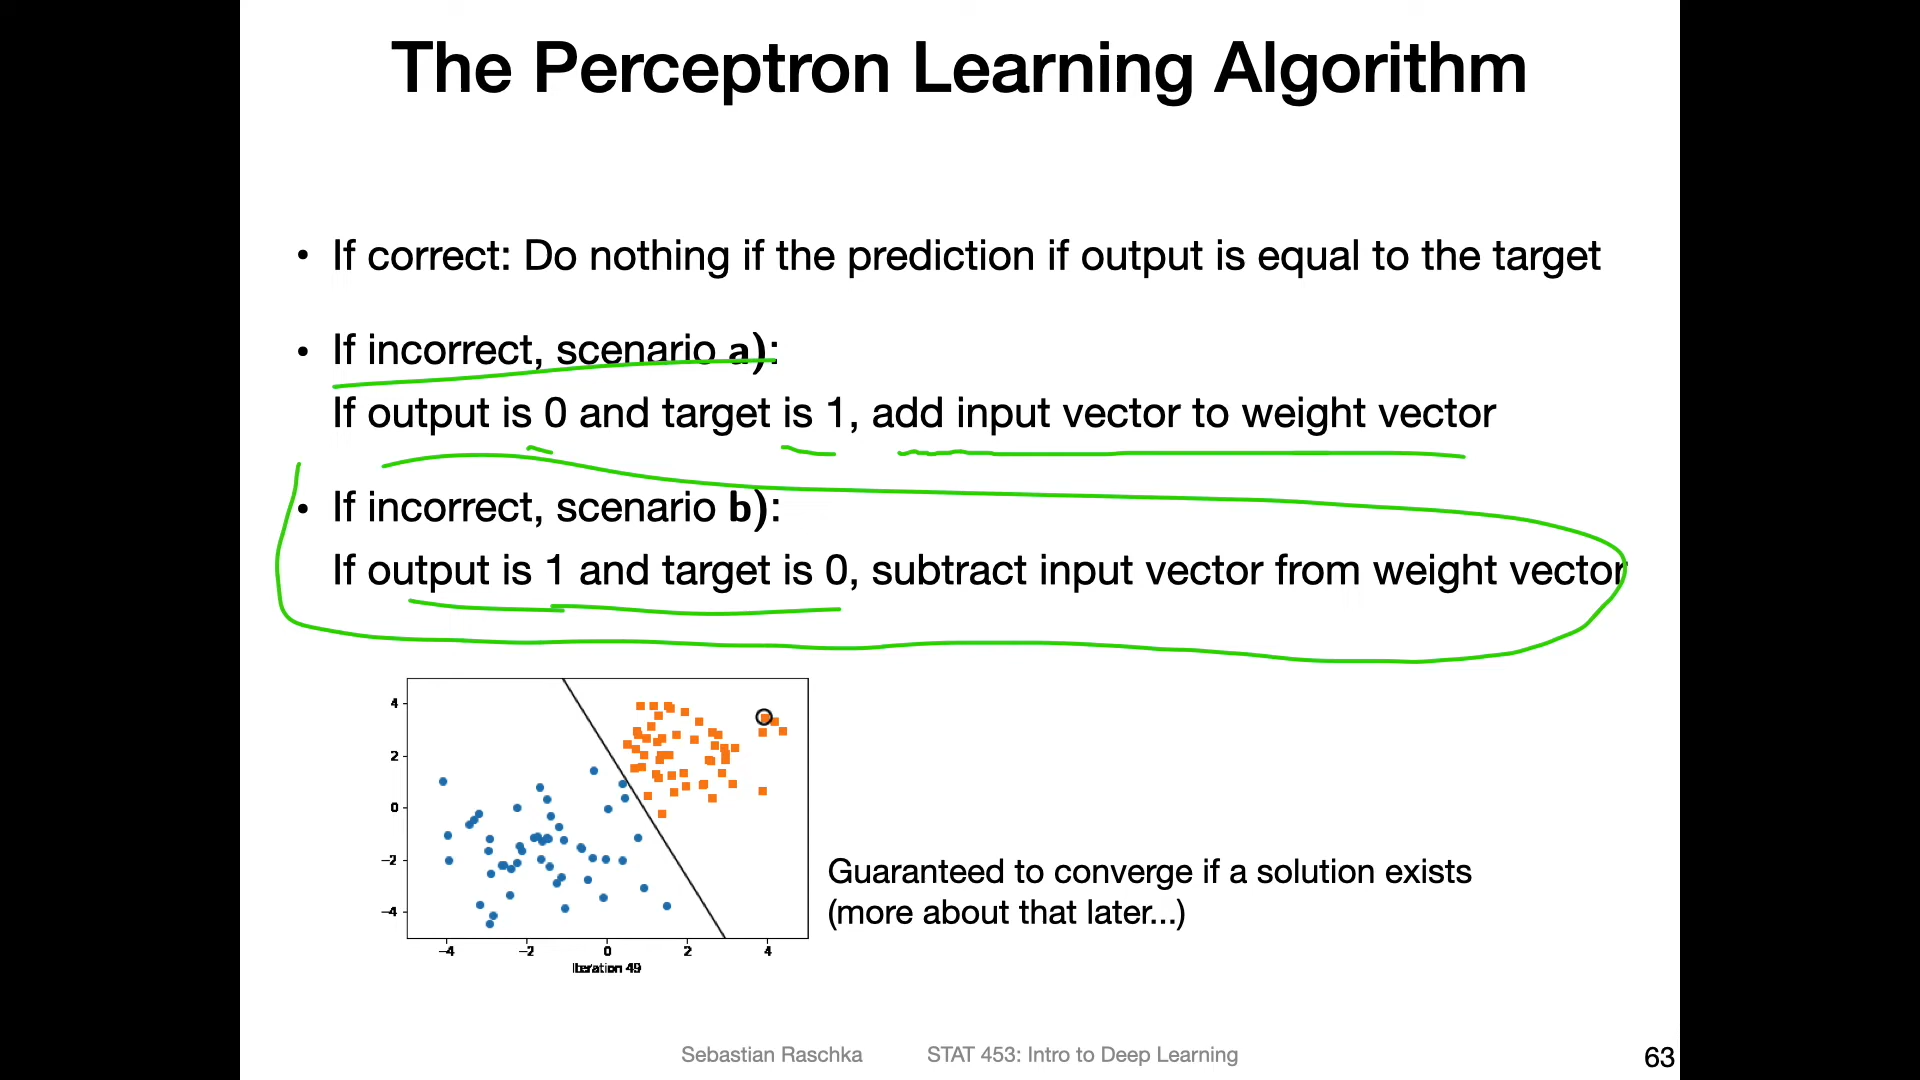 The Perceptron Learning Algorithm
• If correct: Do nothing if the prediction if output is equal to the target
• If incorrect, scenario a):
If output is 0 and target is 1, add input vector to weight vector
• If incorrect, scenario b):
If output is 1 and target is 0, subtract input vector from weight vector
4
2
0
−2
−4
−4 −2 0 2 4
Iteration 49
Guaranteed to converge if a solution exists
(more about that later...)
Sebastian Raschka STAT 453: Intro to Deep Learning 63